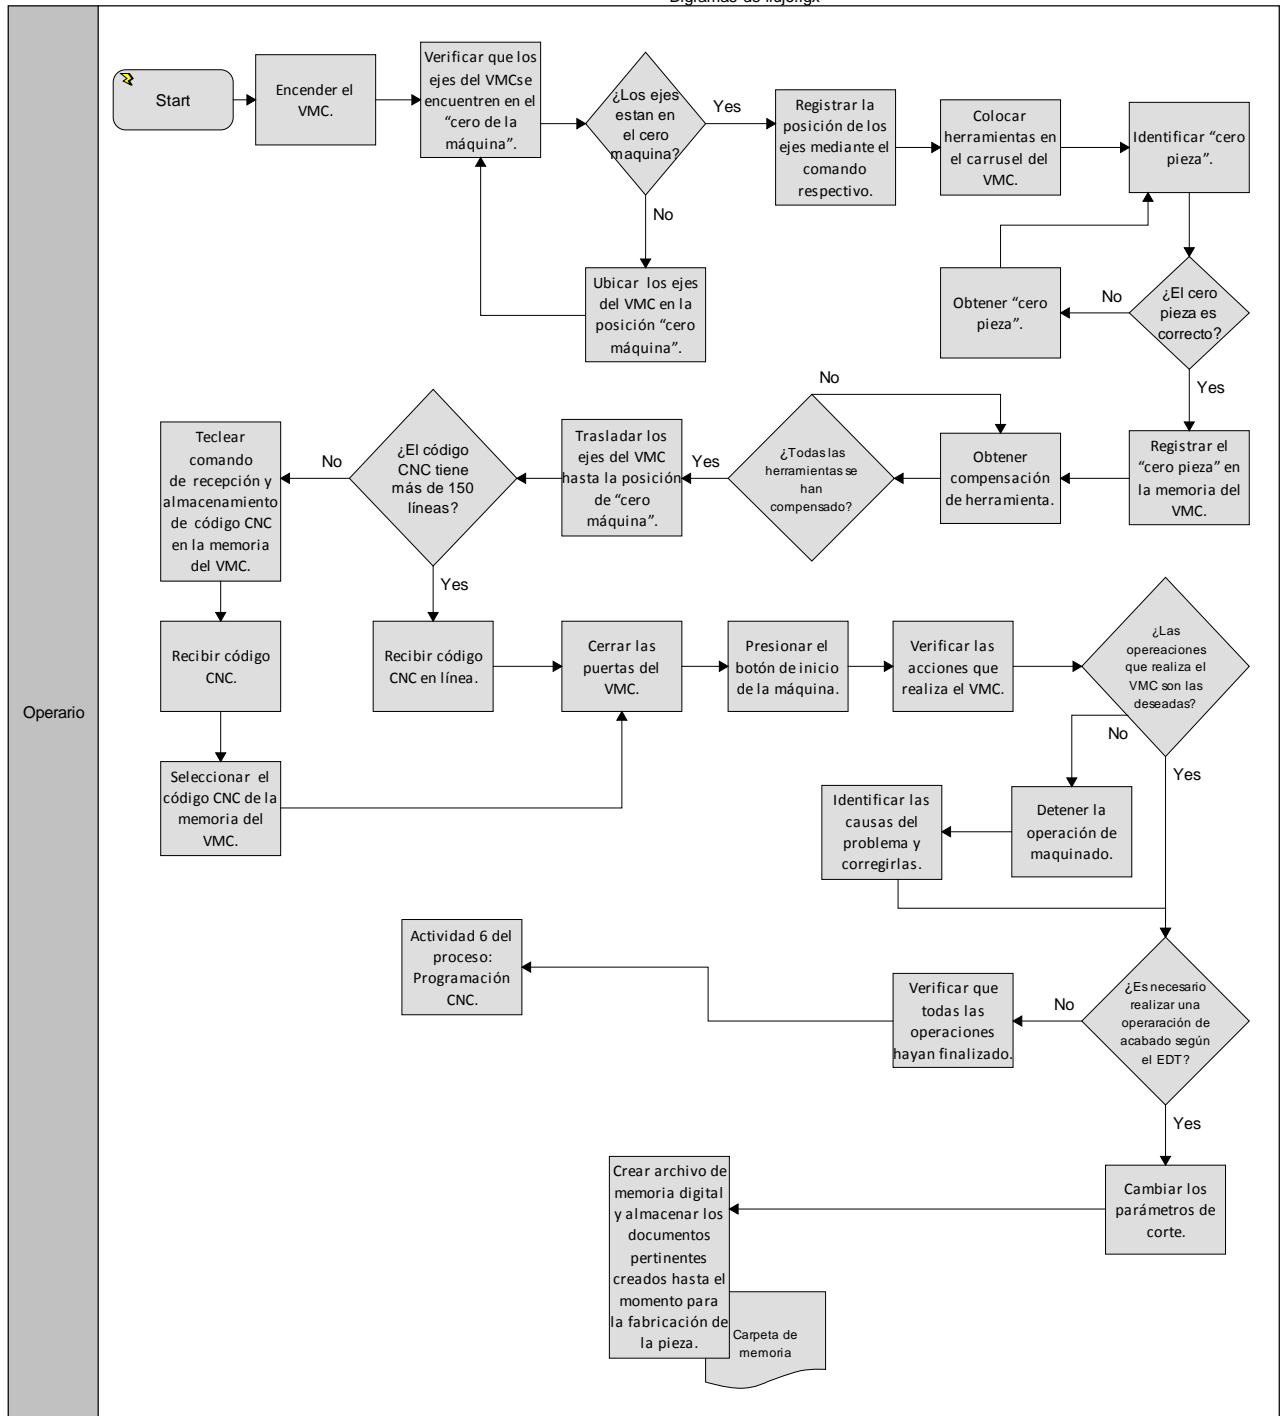 Start
Encender el
VMC.
Verificar que los
ejes del VMCse
encuentren en el
“cero de la
máquina”.
¿Los ejes
estan en
el cero
maquina?
Yes
No
Ubicar los ejes
del VMC en la
posición “cero
máquina”.
Registrar la
posición de los
ejes mediante el
comando
respectivo.
Colocar
herramientas en
el carrusel del
VMC.
Identificar “cero
pieza”.
¿El cero
pieza es
correcto?
No
Obtener “cero
pieza”.
Yes
Registrar el
“cero pieza” en
la memoria del
VMC.
Obtener
compensación
de herramienta.
¿Todas las
herramientas se
han
compensado?
No
Yes
Trasladar los
ejes del VMC
hasta la posición
de “cero
máquina”.
¿El código
CNC tiene
más de 150
líneas?
No
Teclear
comando
de recepción y
almacenamiento
de código CNC
en la memoria
del VMC.
Yes
Recibir código
CNC.
Seleccionar el
código CNC de la
memoria del
VMC.
Recibir código
CNC en línea.
Cerrar las
puertas del
VMC.
Presionar el
botón de inicio
de la máquina.
Verificar las
acciones que
realiza el VMC.
¿Las
opereaciones
que realiza el
VMC son las
deseadas?
No
Yes
Detener la
operación de
maquinado.
Identificar las
causas del
problema y
corregirlas.
¿Es necesario
realizar una
operaración de
acabado según
el EDT?
No
Verificar que
todas las
operaciones
hayan finalizado.
Actividad 6 del
proceso:
Programación
CNC.
Yes
Cambiar los
parámetros de
corte.
Crear archivo de
memoria digital
y almacenar los
documentos
pertinentes
creados hasta el
momento para
la fabricación de
la pieza.
Carpeta de
memoria
Operario